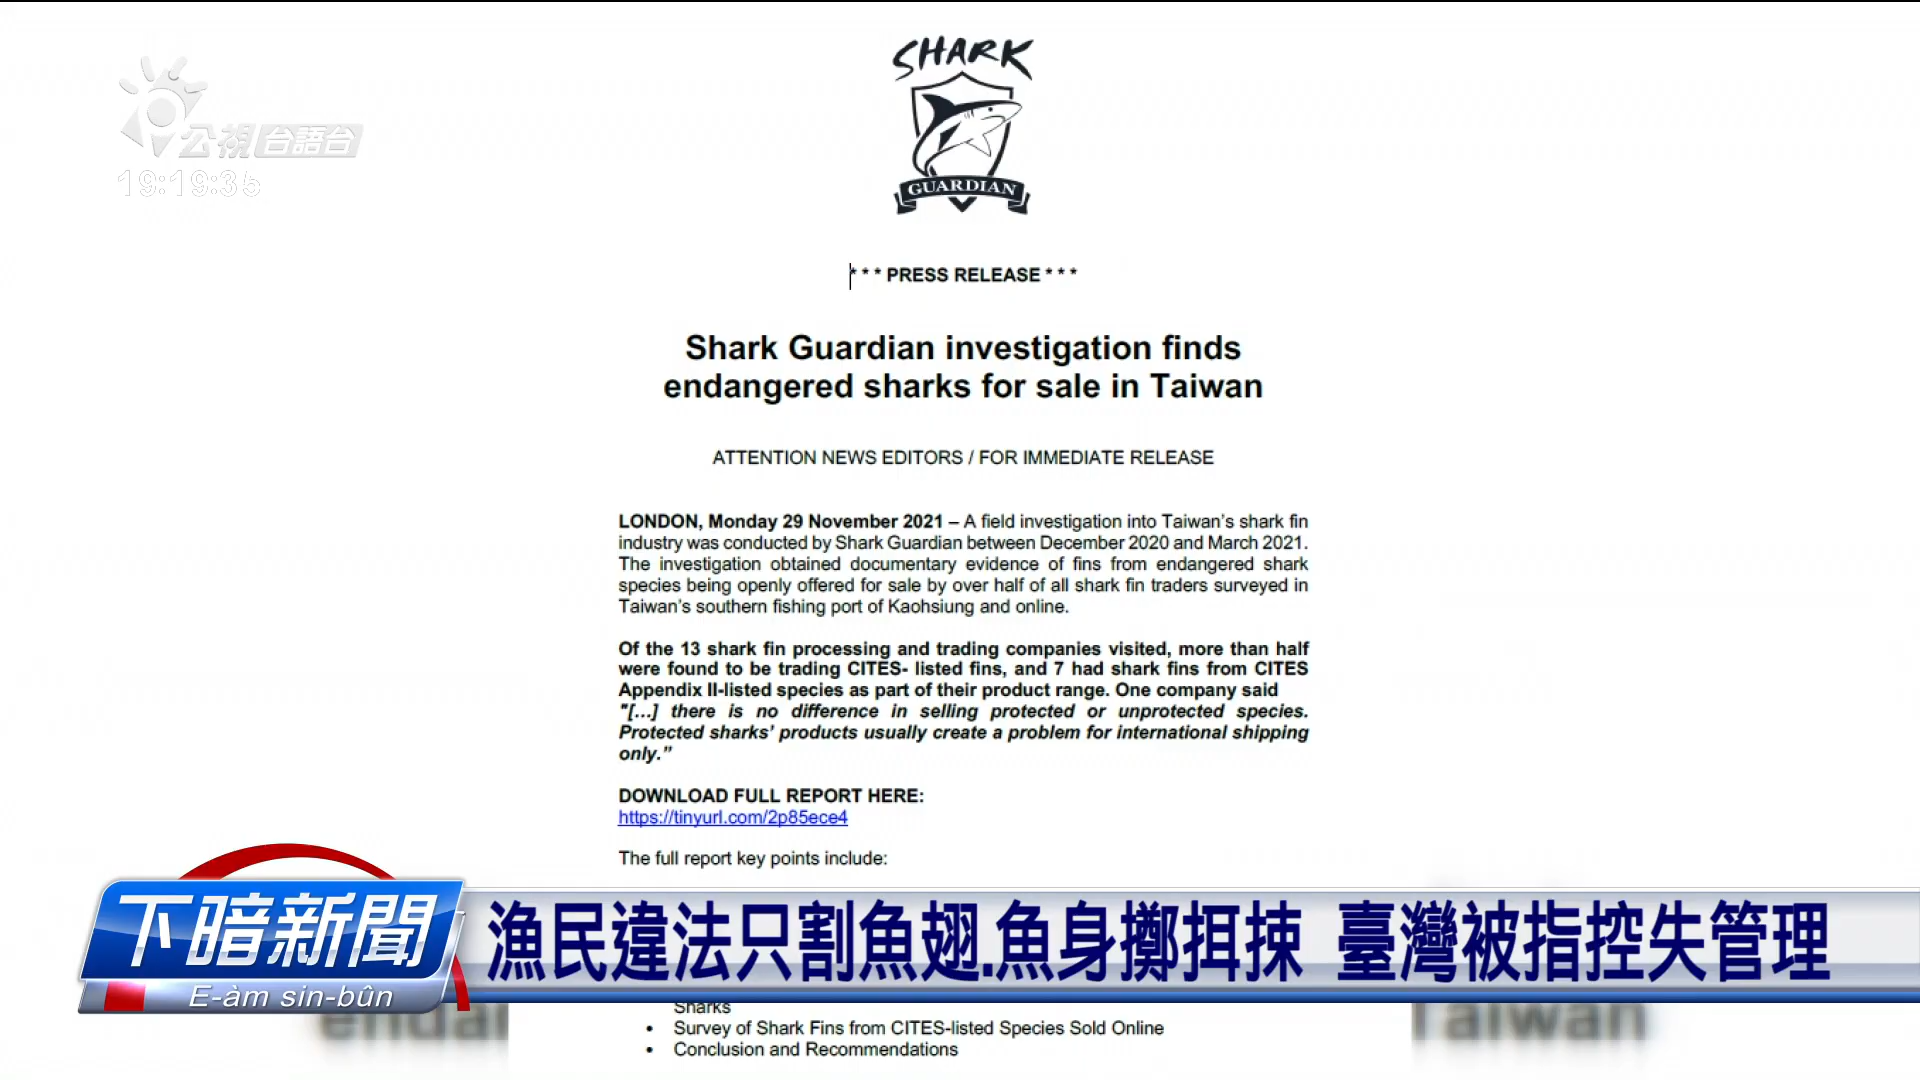 SHARK
GUARDIAN
公視台語台
19:19:35
* * * PRESS RELEASE * * *
Shark Guardian investigation finds
endangered sharks for sale in Taiwan
ATTENTION NEWS EDITORS / FOR IMMEDIATE RELEASE
LONDON, Monday 29 November 2021 – A field investigation into Taiwan’s shark fin
industry was conducted by Shark Guardian between December 2020 and March 2021.
The investigation obtained documentary evidence of fins from endangered shark
species being openly offered for sale by over half of all shark fin traders surveyed in
Taiwan’s southern fishing port of Kaohsiung and online.
Of the 13 shark fin processing and trading companies visited, more than half
were found to be trading CITES- listed fins, and 7 had shark fins from CITES
Appendix II-listed species as part of their product range. One company said
"[…] there is no difference in selling protected or unprotected species.
Protected sharks’ products usually create a problem for international shipping
only.”
DOWNLOAD FULL REPORT HERE:
https://tinyurl.com/2p85ece4
The full report key points include:
下暗新聞
E-àm sin-bûn
漁民違法只割魚翅.魚身擲挕捒 臺灣被指控失管理
Sharks
• Survey of Shark Fins from CITES-listed Species Sold Online
• Conclusion and Recommendations
endan
Taiwan